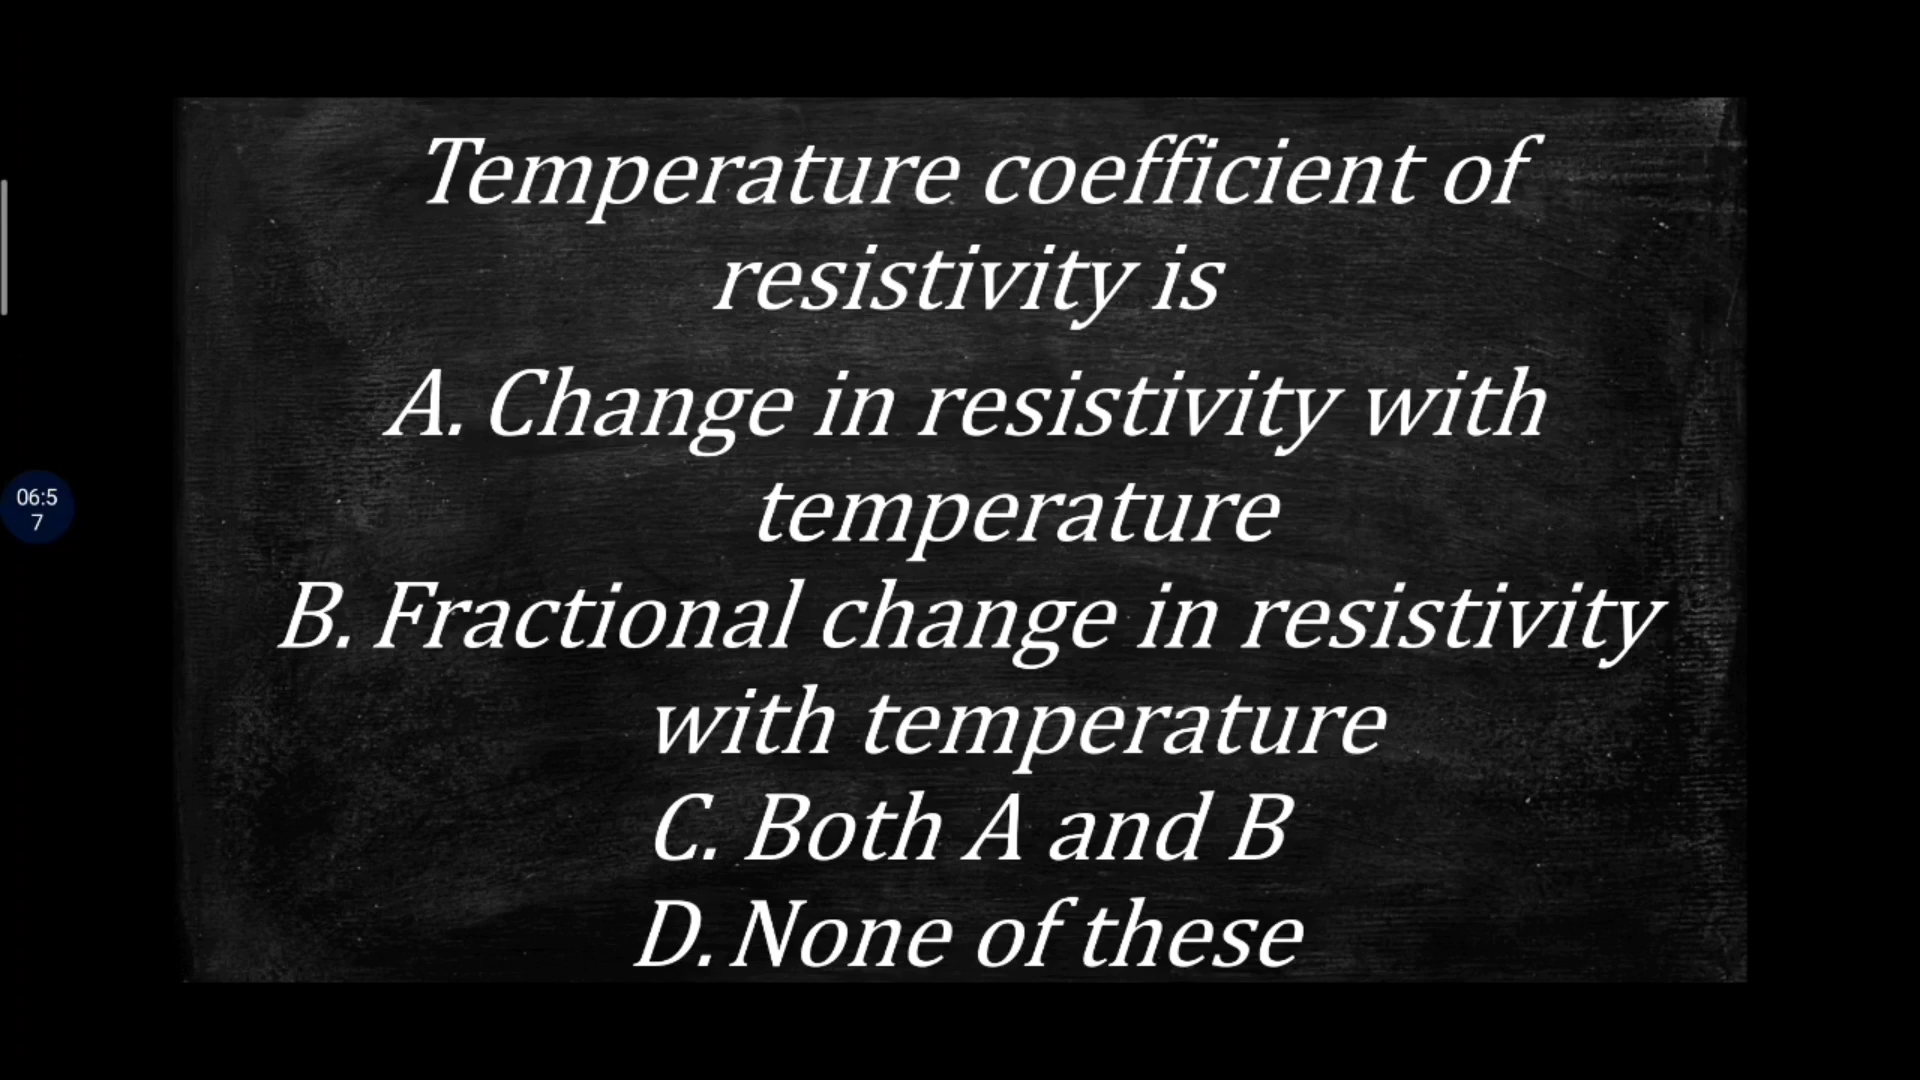 Temperature coefficient of
resistivity is
A. Change in resistivity with
temperature
B. Fractional change in resistivity
with temperature
C. Both A and B
D. None of these
06:5
7